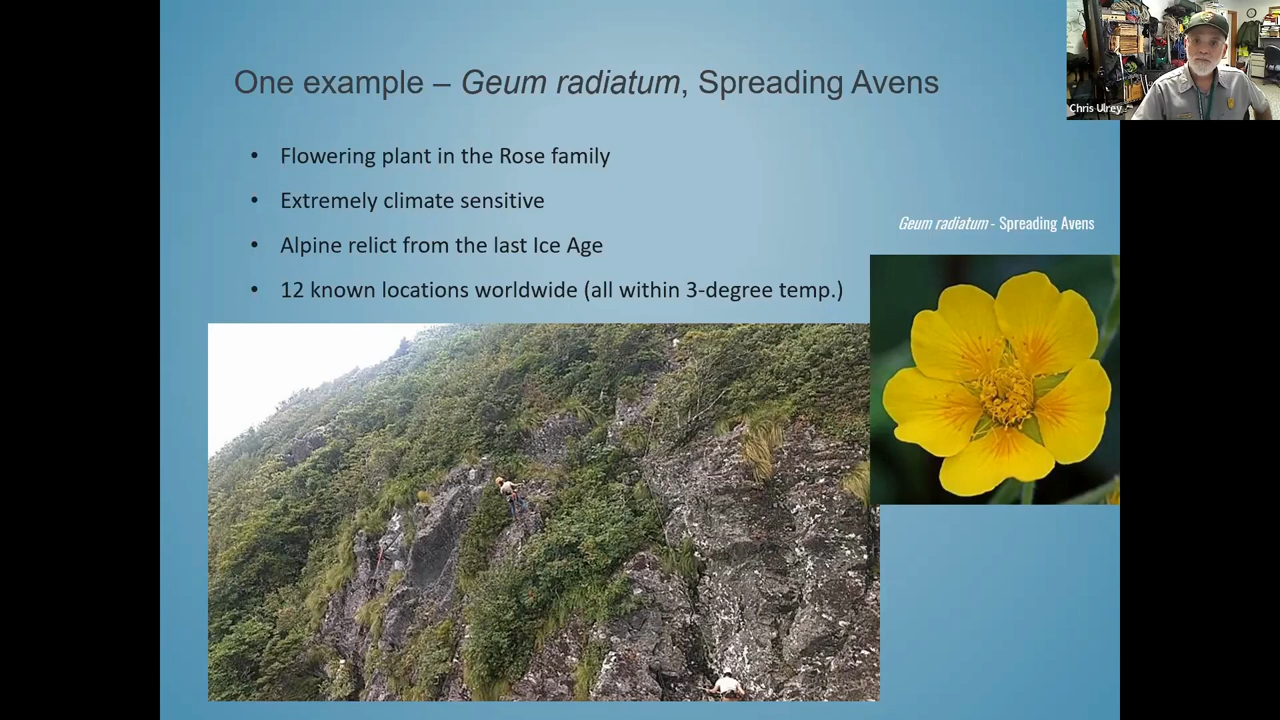 One example – Geum radiatum, Spreading Avens
• Flowering plant in the Rose family
• Extremely climate sensitive
• Alpine relict from the last Ice Age
• 12 known locations worldwide (all within 3-degree temp.)
Geum radiatum - Spreading Avens
Chris Ulrey